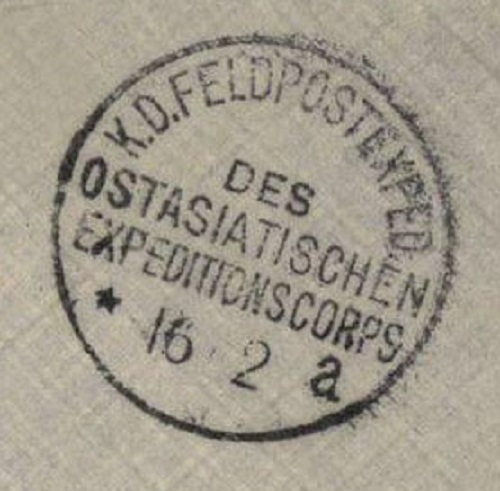 K.D.FELDPOSTEXPED.
DES
OSTASIATISCHEN
EXPEDITIONSCORPS
* 16 2 a